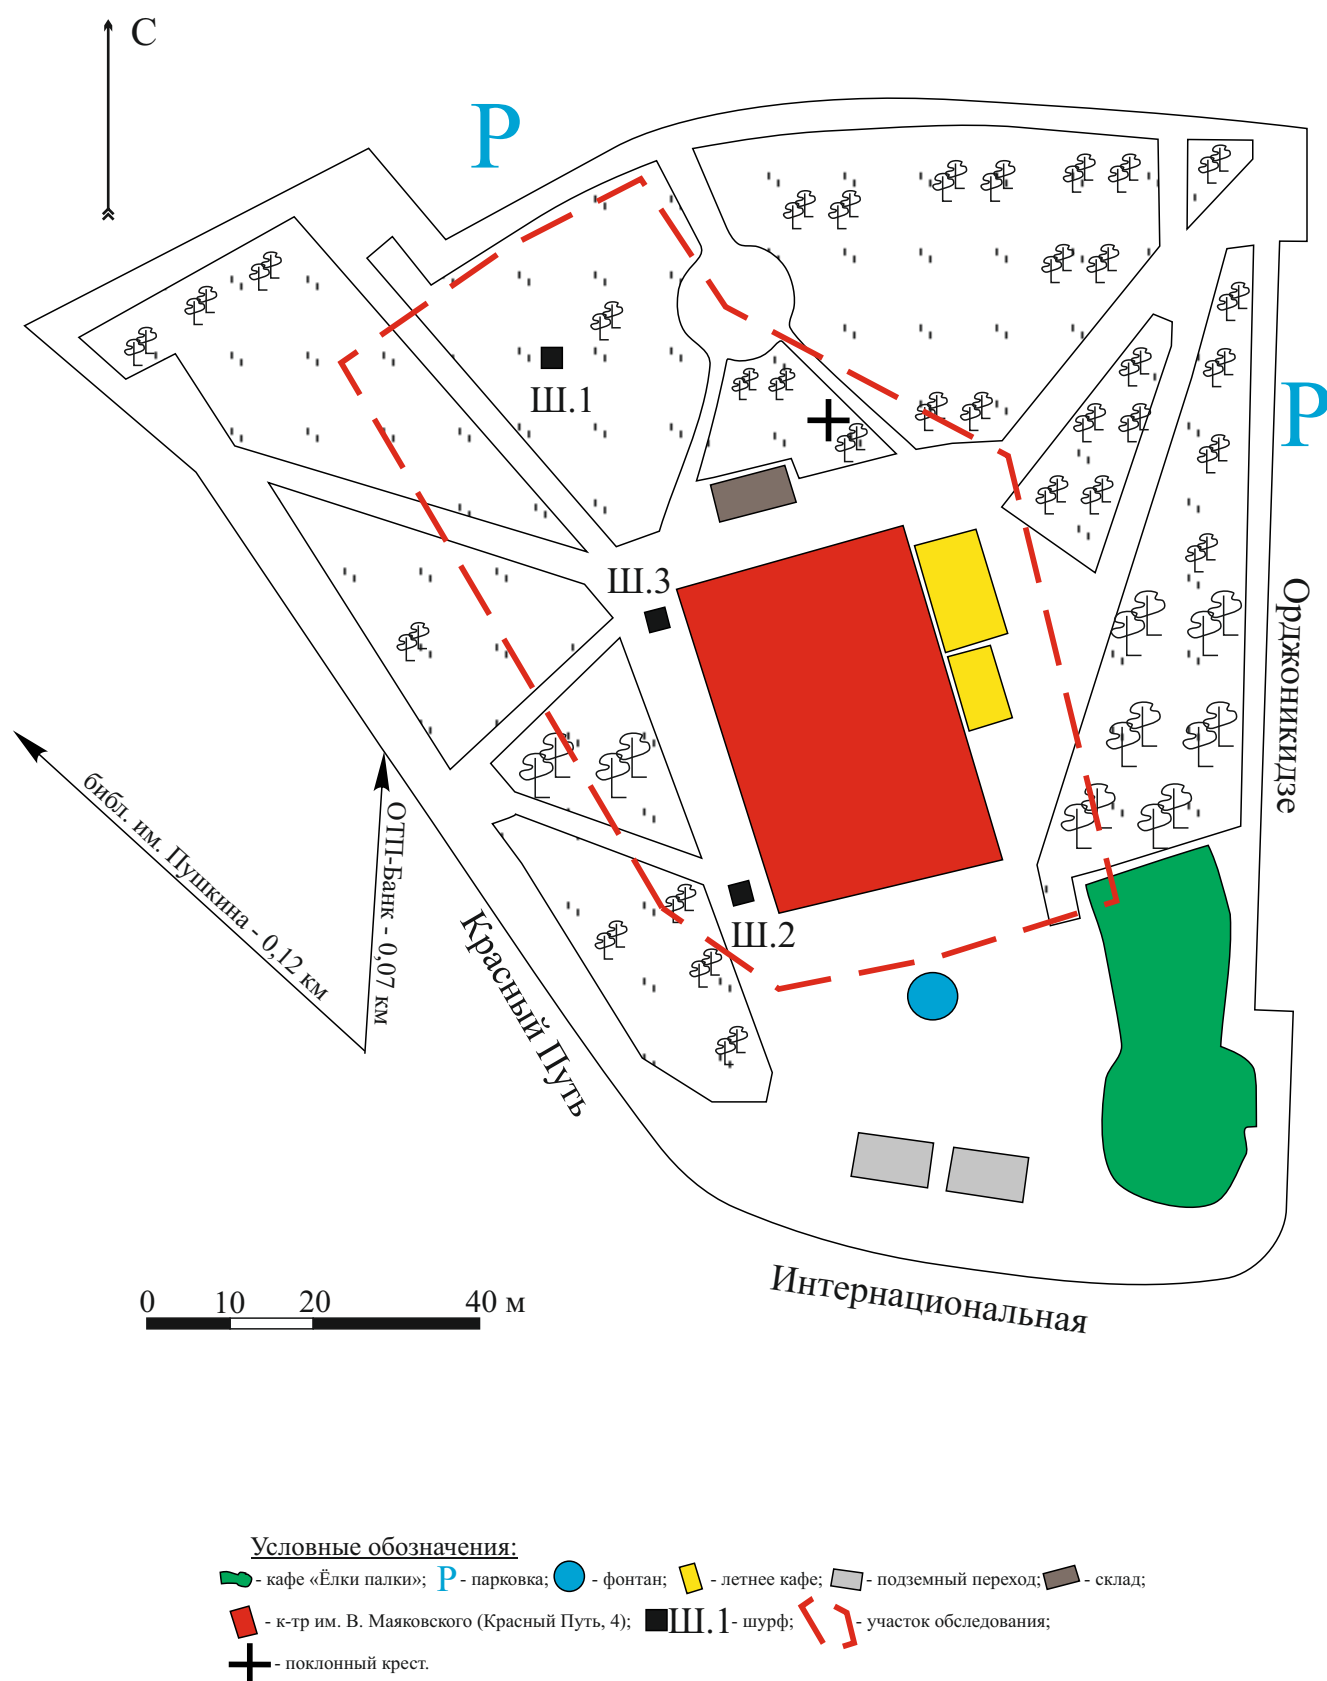 С
Р
Р
Ш.1
Ш.3
Ш.2
Орджоникидзе
библ. им. Пушкина - 0,12 км
ОТП-Банк - 0,07 км
Красный Путь
Интернациональная
0 10 20 40 м
Условные обозначения:
- кафе «Ёлки палки»; Р - парковка; - фонтан; - летнее кафе; - подземный переход; - склад;
- к-тр им. В. Маяковского (Красный Путь, 4); Ш.1 - шурф; - участок обследования;
- поклонный крест.